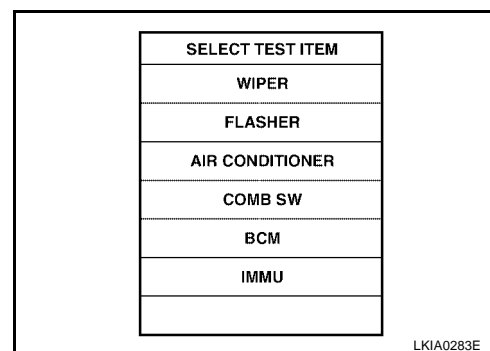 SELECT TEST ITEM
WIPER
FLASHER
AIR CONDITIONER
COMB SW
BCM
IMMU
LKIA0283E